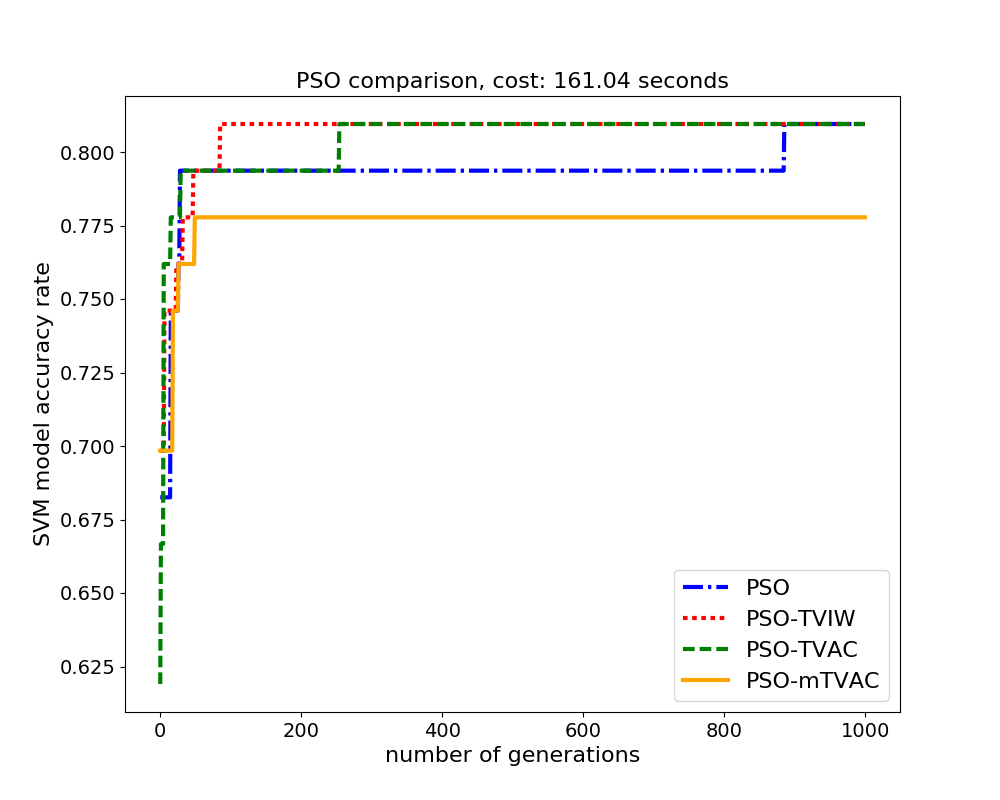 PSO comparison, cost: 161.04 seconds
SVM model accuracy rate
0.800
0.775
0.750
0.725
0.700
0.675
0.650
0.625
0 200 400 600 800 1000
number of generations
PSO
PSO-TVIW
PSO-TVAC
PSO-mTVAC